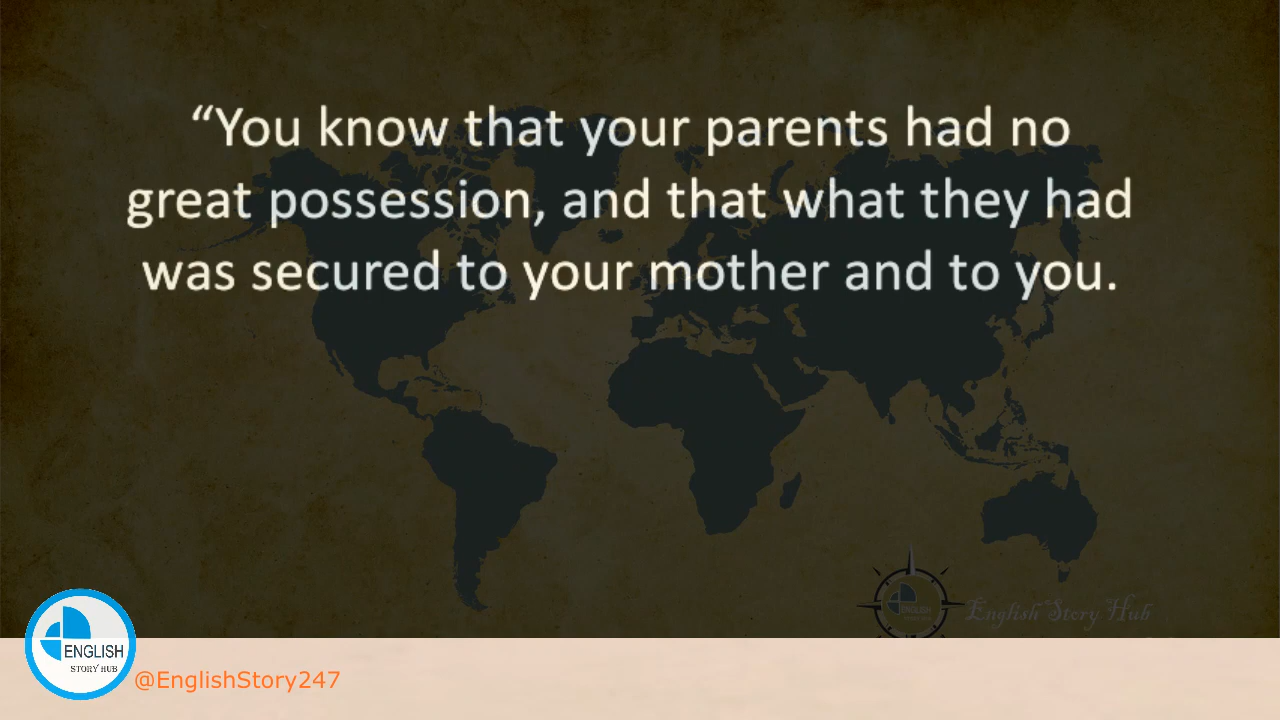 “You know that your parents had no
great possession, and that what they had
was secured to your mother and to you.
English Story Hub
ENGLISH
STORY HUB
@EnglishStory247